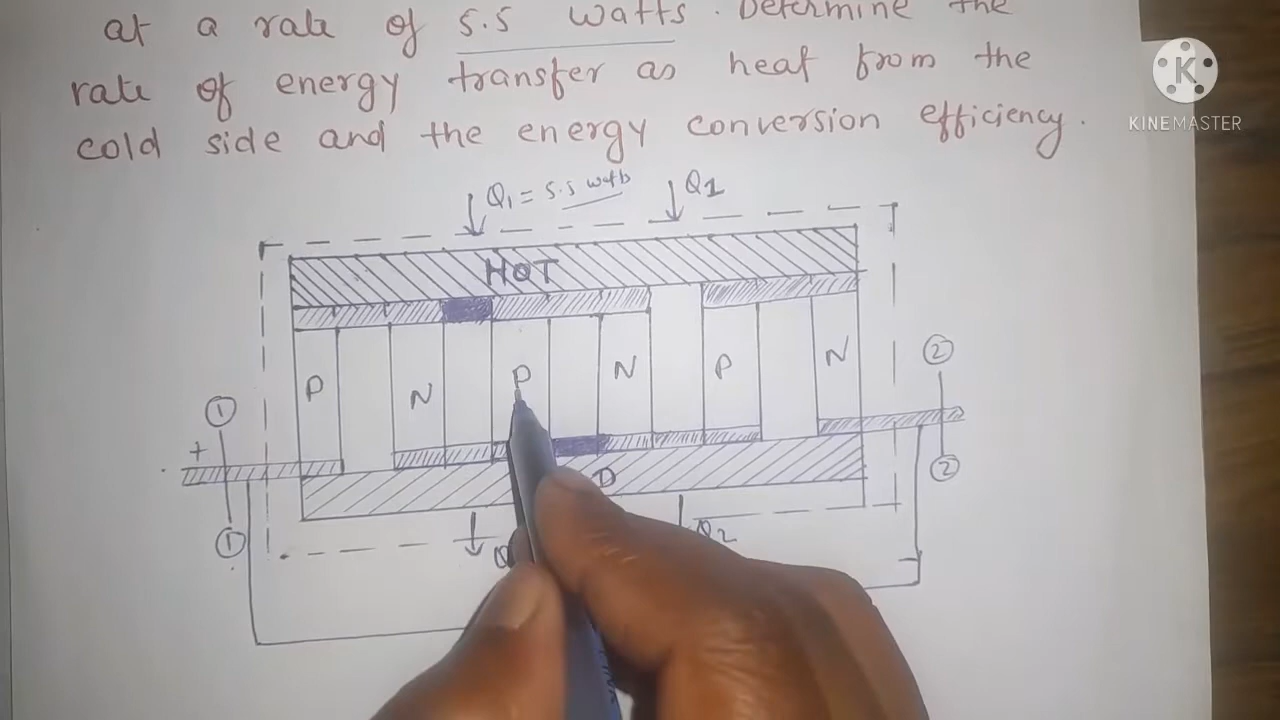 at a rate of 5.5 watts. Determine the
rate of energy transfer as heat from the
cold side and the energy conversion efficiency.
K
KINEMASTER
Q1 = 5.5 watts
Q1
HOT
P
N
P
N
P
N
1
+
1
2
2
D
Q
Q2